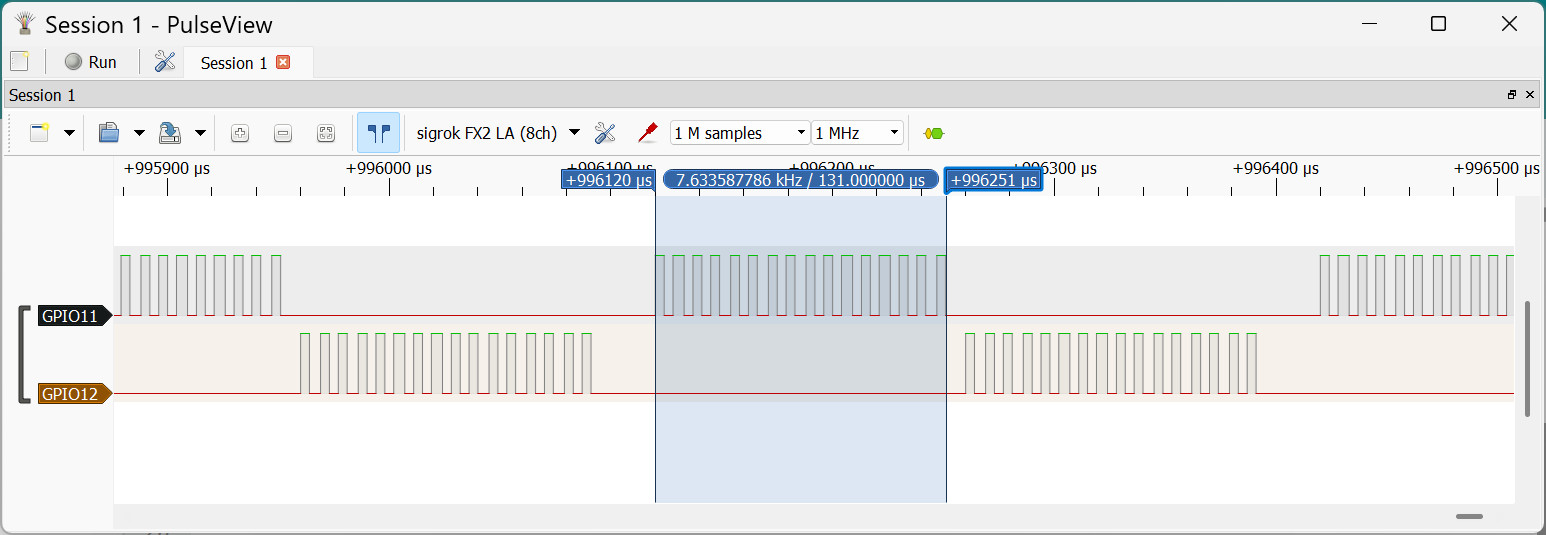 Session 1 - PulseView
Run
Session 1
Session 1
sigrok FX2 LA (8ch)
1 M samples
1 MHz
+995900 µs
+996000 µs
+996100 µs
+996200 µs
+996300 µs
+996400 µs
+996500 µs
+996120 µs
7.633587786 kHz / 131.000000 µs
+996251 µs
GPIO11
GPIO12